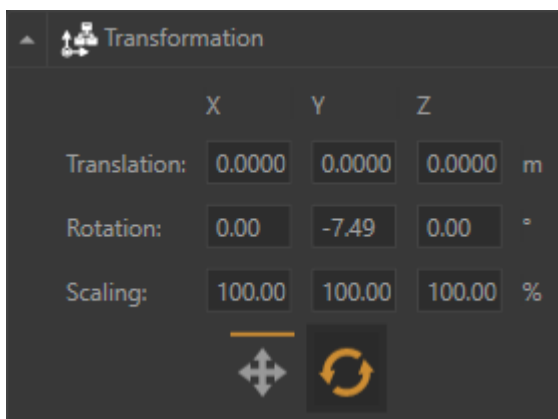 Transformation
X Y Z
Translation: 0.0000 0.0000 0.0000 m
Rotation: 0.00 -7.49 0.00 °
Scaling: 100.00 100.00 100.00 %